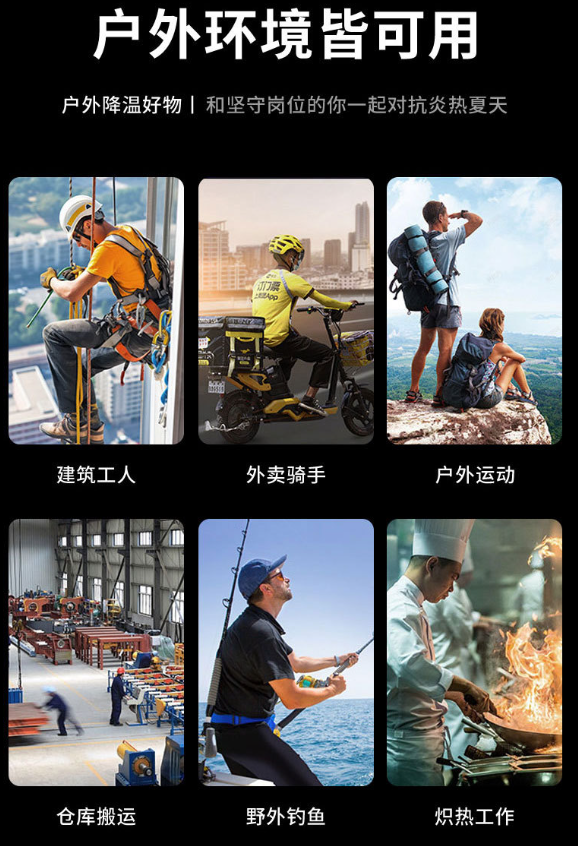 户外环境皆可用
户外降温好物 | 和坚守岗位的你一起对抗炎热夏天
建筑工人
外卖骑手
户外运动
仓库搬运
野外钓鱼
炽热工作